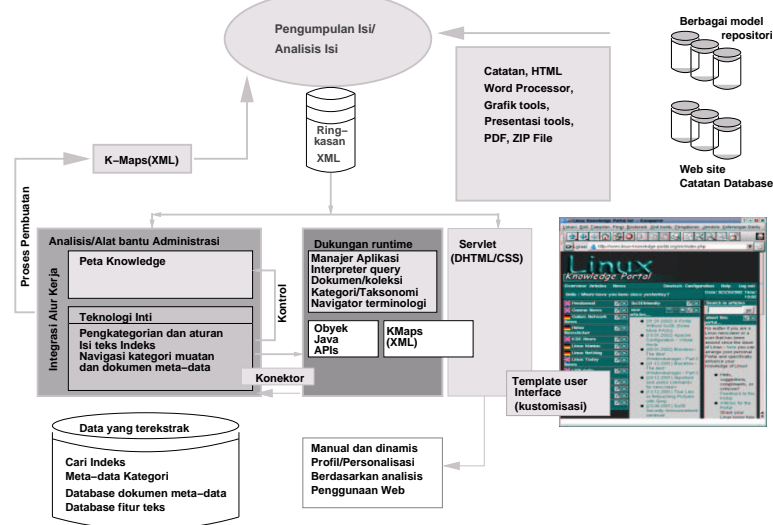 Pengumpulan Isi/
Analisis Isi
Berbagai model
repositori
Catatan, HTML
Word Processor,
Grafik tools,
Presentasi tools,
PDF, ZIP File
Ring-
kasan
XML
K-Maps(XML)
Web site
Catatan Database
Proses Pembuatan
Analisis/Alat bantu Administrasi
Integrasi Alur Kerja
Peta Knowledge
Teknologi Inti
Pengkategorian dan aturan
Isi teks Indeks
Navigasi kategori muatan
dan dokumen meta-data
Kontrol
Konektor
Dukungan runtime
Manajer Aplikasi
Interpreter query
Dokumen/koleksi
Kategori/Taksonomi
Navigator terminologi
Obyek
Java
APIs
KMaps
(XML)
Servlet
(DHTML/CSS)
Template user
Interface
(kustomisasi)
Linux
Knowledge Portal
Data yang terekstrak
Cari Indeks
Meta-data Kategori
Database dokumen meta-data
Database fitur teks
Manual dan dinamis
Profil/Personalisasi
Berdasarkan analisis
Penggunaan Web